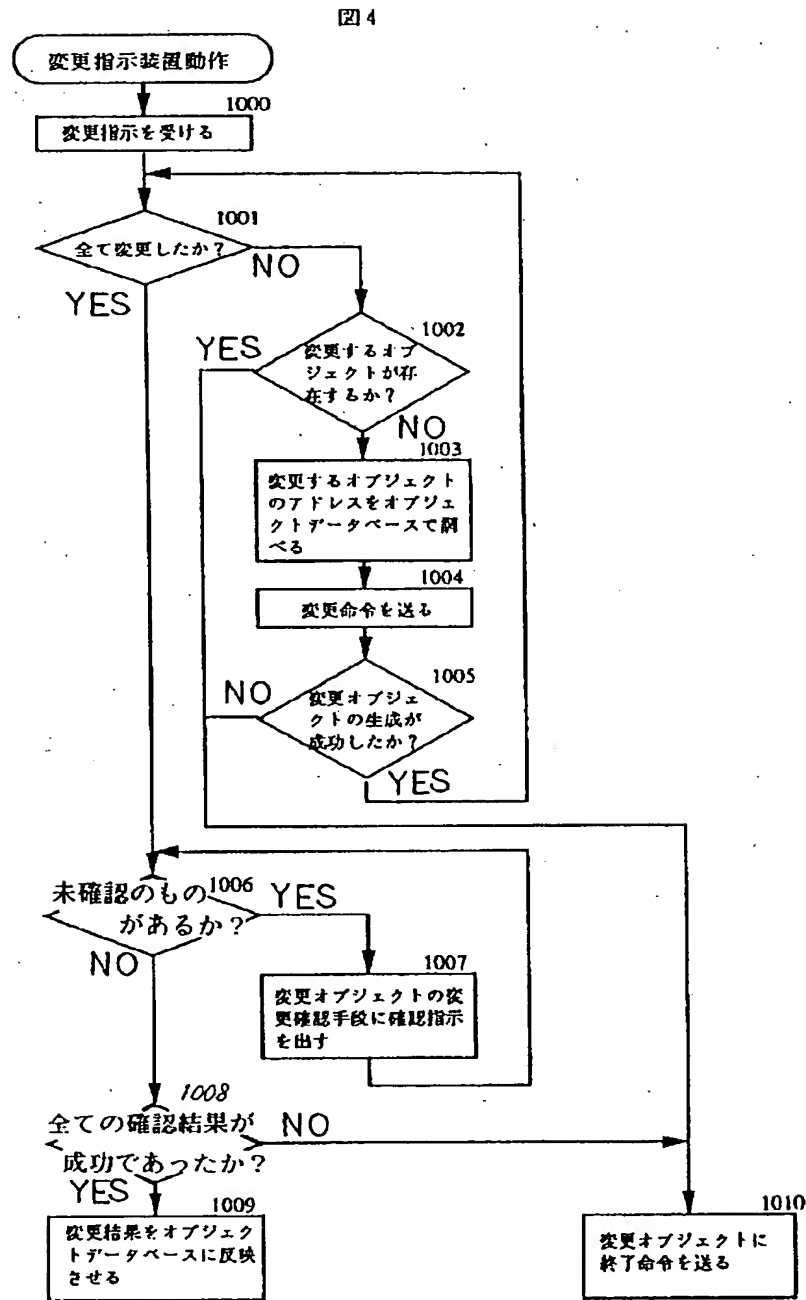 図4
変更指示装置動作
1000
変更指示を受ける
1001
全て変更したか？
NO
YES
1002
YES
変更するオブ
ジェクトが存
在するか？
NO
1003
変更するオブジェクト
のアドレスをオブジェ
クトデータベースで調
べる
1004
変更命令を送る
1005
NO
変更オブジェ
クトの生成が
成功したか？
YES
1006
未確認のもの
があるか？
YES
NO
1007
変更オブジェクトの変
更確認手段に確認指示
を出す
1008
全ての確認結果が
成功であったか？
NO
YES
1009
変更結果をオブジェク
トデータベースに反映
させる
1010
変更オブジェクトに
終了命令を送る